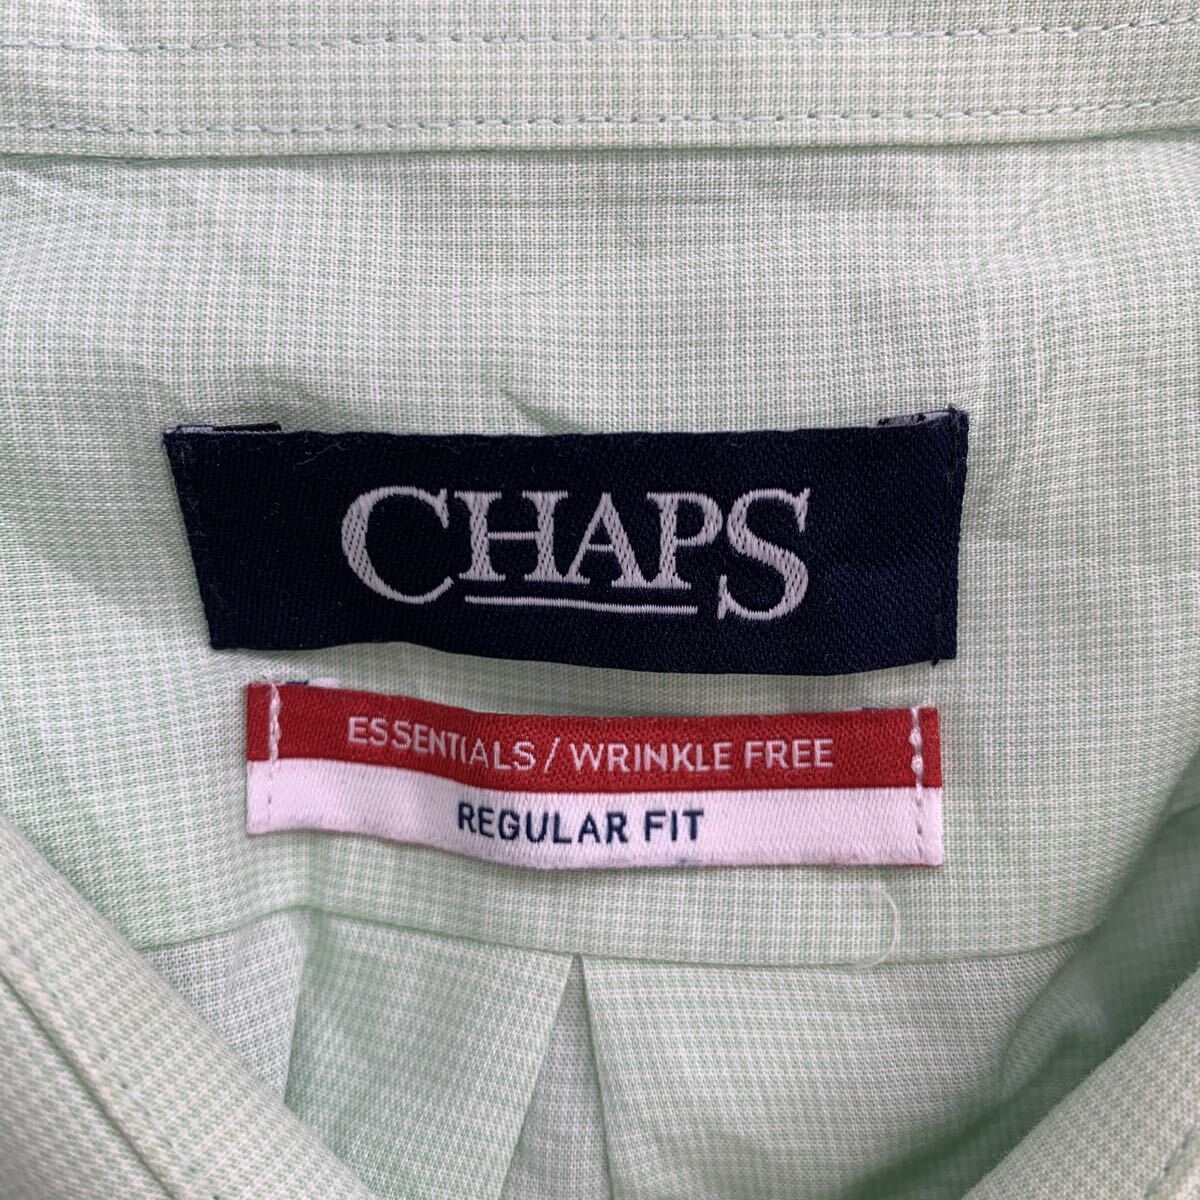 CHAPS
ESSENTIALS / WRINKLE FREE
REGULAR FIT